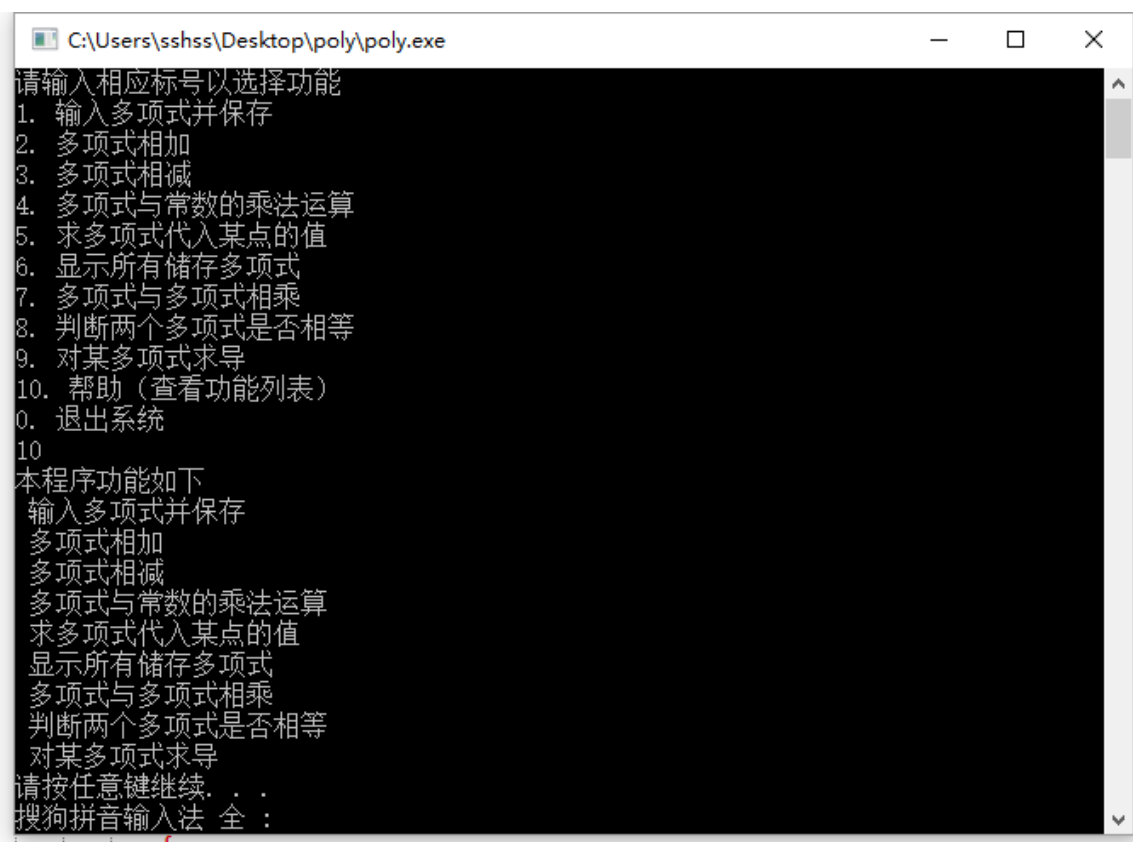 C:\Users\sshss\Desktop\poly\poly.exe
请输入相应标号以选择功能
1. 输入多项式并保存
2. 多项式相加
3. 多项式相减
4. 多项式与常数的乘法运算
5. 求多项式代入某点的值
6. 显示所有储存多项式
7. 多项式与多项式相乘
8. 判断两个多项式是否相等
9. 对某多项式求导
10. 帮助（查看功能列表）
0. 退出系统
10
本程序功能如下
输入多项式并保存
多项式相加
多项式相减
多项式与常数的乘法运算
求多项式代入某点的值
显示所有储存多项式
多项式与多项式相乘
判断两个多项式是否相等
对某多项式求导
请按任意键继续. . .
搜狗拼音输入法 全 :